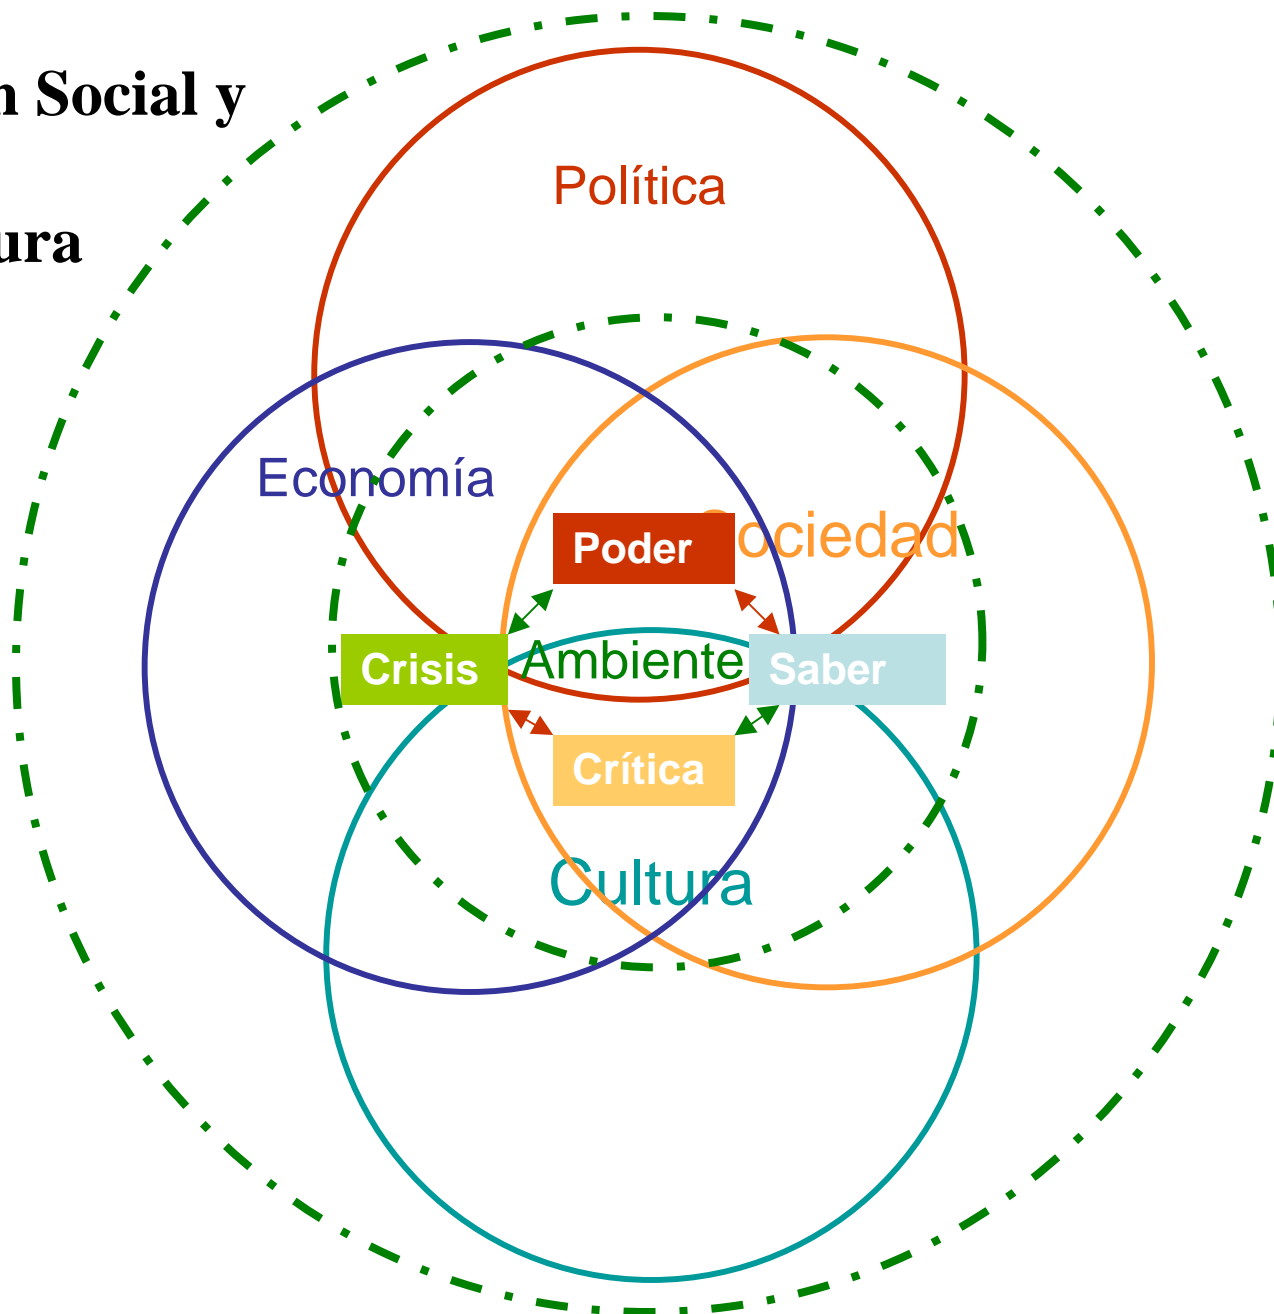 n Social y
Política
ura
Economía
Sociedad
Poder
Ambiente
Crisis
Saber
Crítica
Cultura